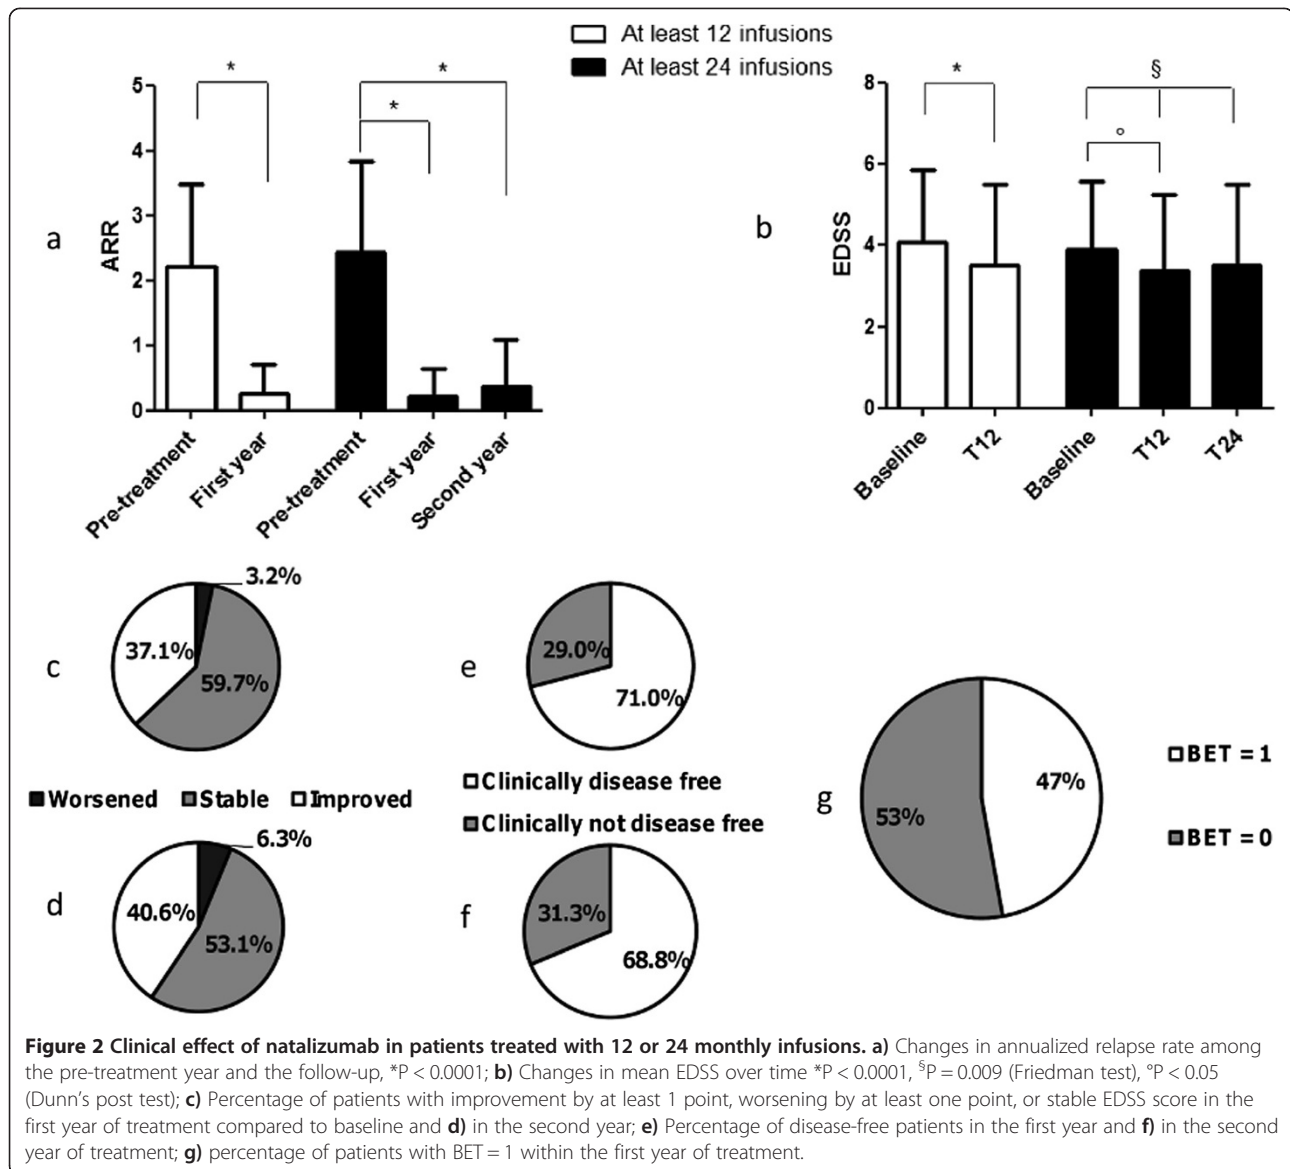 At least 12 infusions
At least 24 infusions
a
ARR
5
4
3
2
1
0
*
*
*
Pre-treatment
First year
Pre-treatment
First year
Second year
b
EDSS
8
6
4
2
0
*
§
°
Baseline
T12
Baseline
T12
T24
c
3.2%
37.1%
59.7%
Worsened Stable Improved
d
6.3%
40.6%
53.1%
e
29.0%
71.0%
Clinically disease free
Clinically not disease free
f
31.3%
68.8%
g
53%
47%
BET = 1
BET = 0
Figure 2 Clinical effect of natalizumab in patients treated with 12 or 24 monthly infusions. a) Changes in annualized relapse rate among
the pre-treatment year and the follow-up, *P < 0.0001; b) Changes in mean EDSS over time *P < 0.0001, §P = 0.009 (Friedman test), °P < 0.05
(Dunn's post test); c) Percentage of patients with improvement by at least 1 point, worsening by at least one point, or stable EDSS score in the
first year of treatment compared to baseline and d) in the second year; e) Percentage of disease-free patients in the first year and f) in the second
year of treatment; g) percentage of patients with BET = 1 within the first year of treatment.